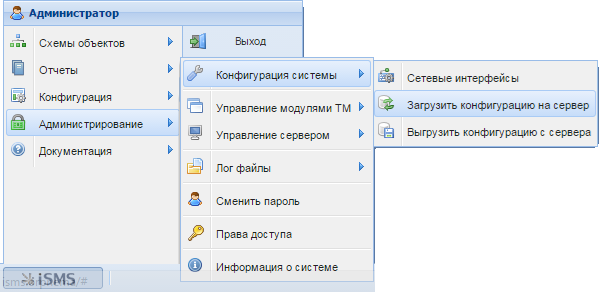 Администратор
Схемы объектов
Отчеты
Конфигурация
Администрирование
Документация
Выход
Конфигурация системы
Управление модулями ТМ
Управление сервером
Лог файлы
Сменить пароль
Права доступа
Информация о системе
Сетевые интерфейсы
Загрузить конфигурацию на сервер
Выгрузить конфигурацию с сервера
iSMS